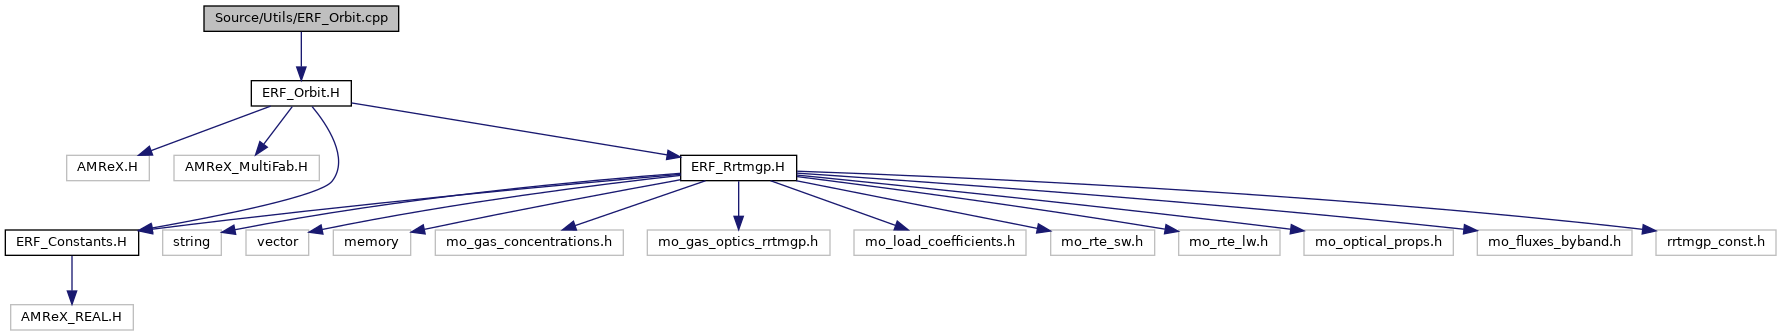 Source/Utils/ERF_Orbit.cpp
ERF_Orbit.H
AMReX.H
AMReX_MultiFab.H
ERF_Rrtmgp.H
ERF_Constants.H
string
vector
memory
mo_gas_concentrations.h
mo_gas_optics_rrtmgp.h
mo_load_coefficients.h
mo_rte_sw.h
mo_rte_lw.h
mo_optical_props.h
mo_fluxes_byband.h
rrtmgp_const.h
AMReX_REAL.H